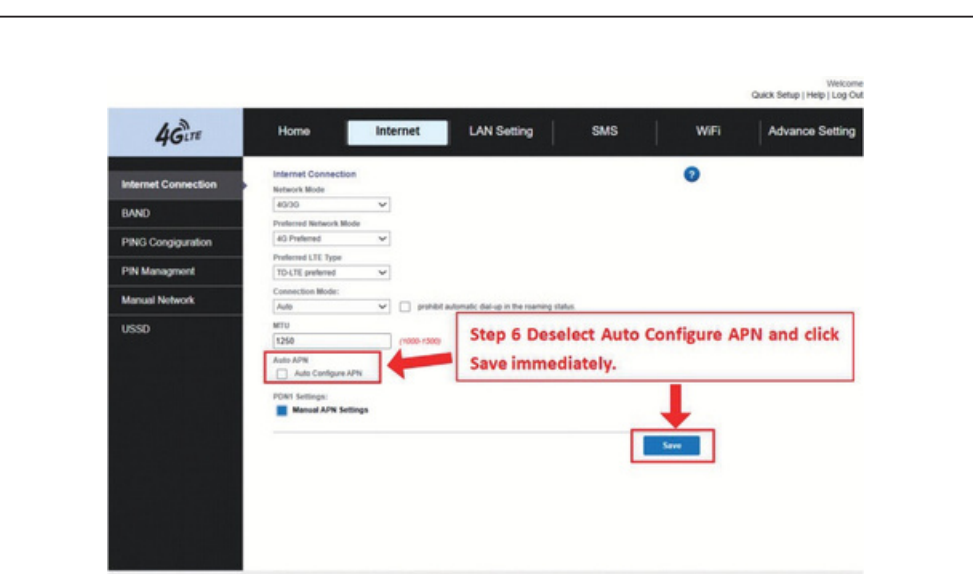 Welcome
Quick Setup | Help | Log Out
4G LTE
Home
Internet
LAN Setting
SMS
WiFi
Advance Setting
Internet Connection
BAND
PING Congiguration
PIN Managment
Manual Network
USSD
Internet Connection
?
Network Mode
4G/3G
Preferred Network Mode
4G Preferred
Preferred LTE Type
TD-LTE preferred
Connection Mode:
Auto
prohibit automatic dial-up in the roaming status.
MTU
1250
(1000-1500)
Auto APN
Auto Configure APN
Step 6 Deselect Auto Configure APN and click
Save immediately.
PDN1 Settings:
Manual APN Settings
Save